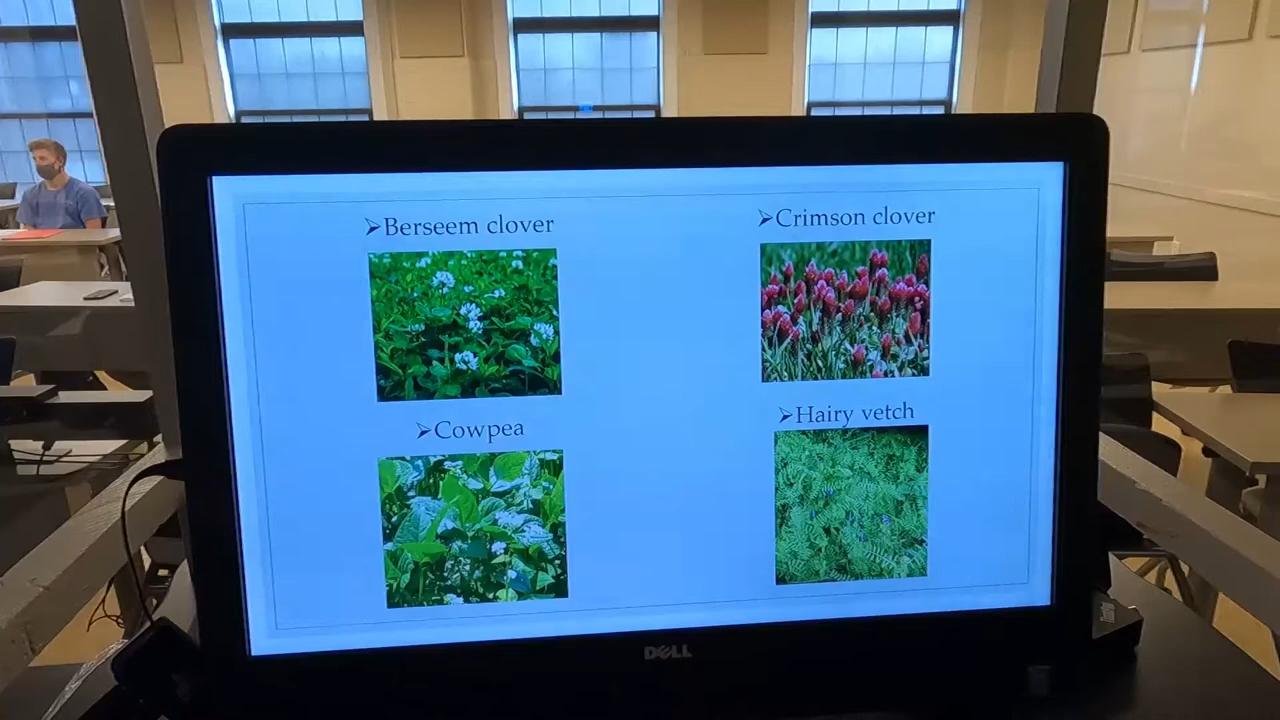 ➢Berseem clover
➢Crimson clover
➢Cowpea
➢Hairy vetch
DELL